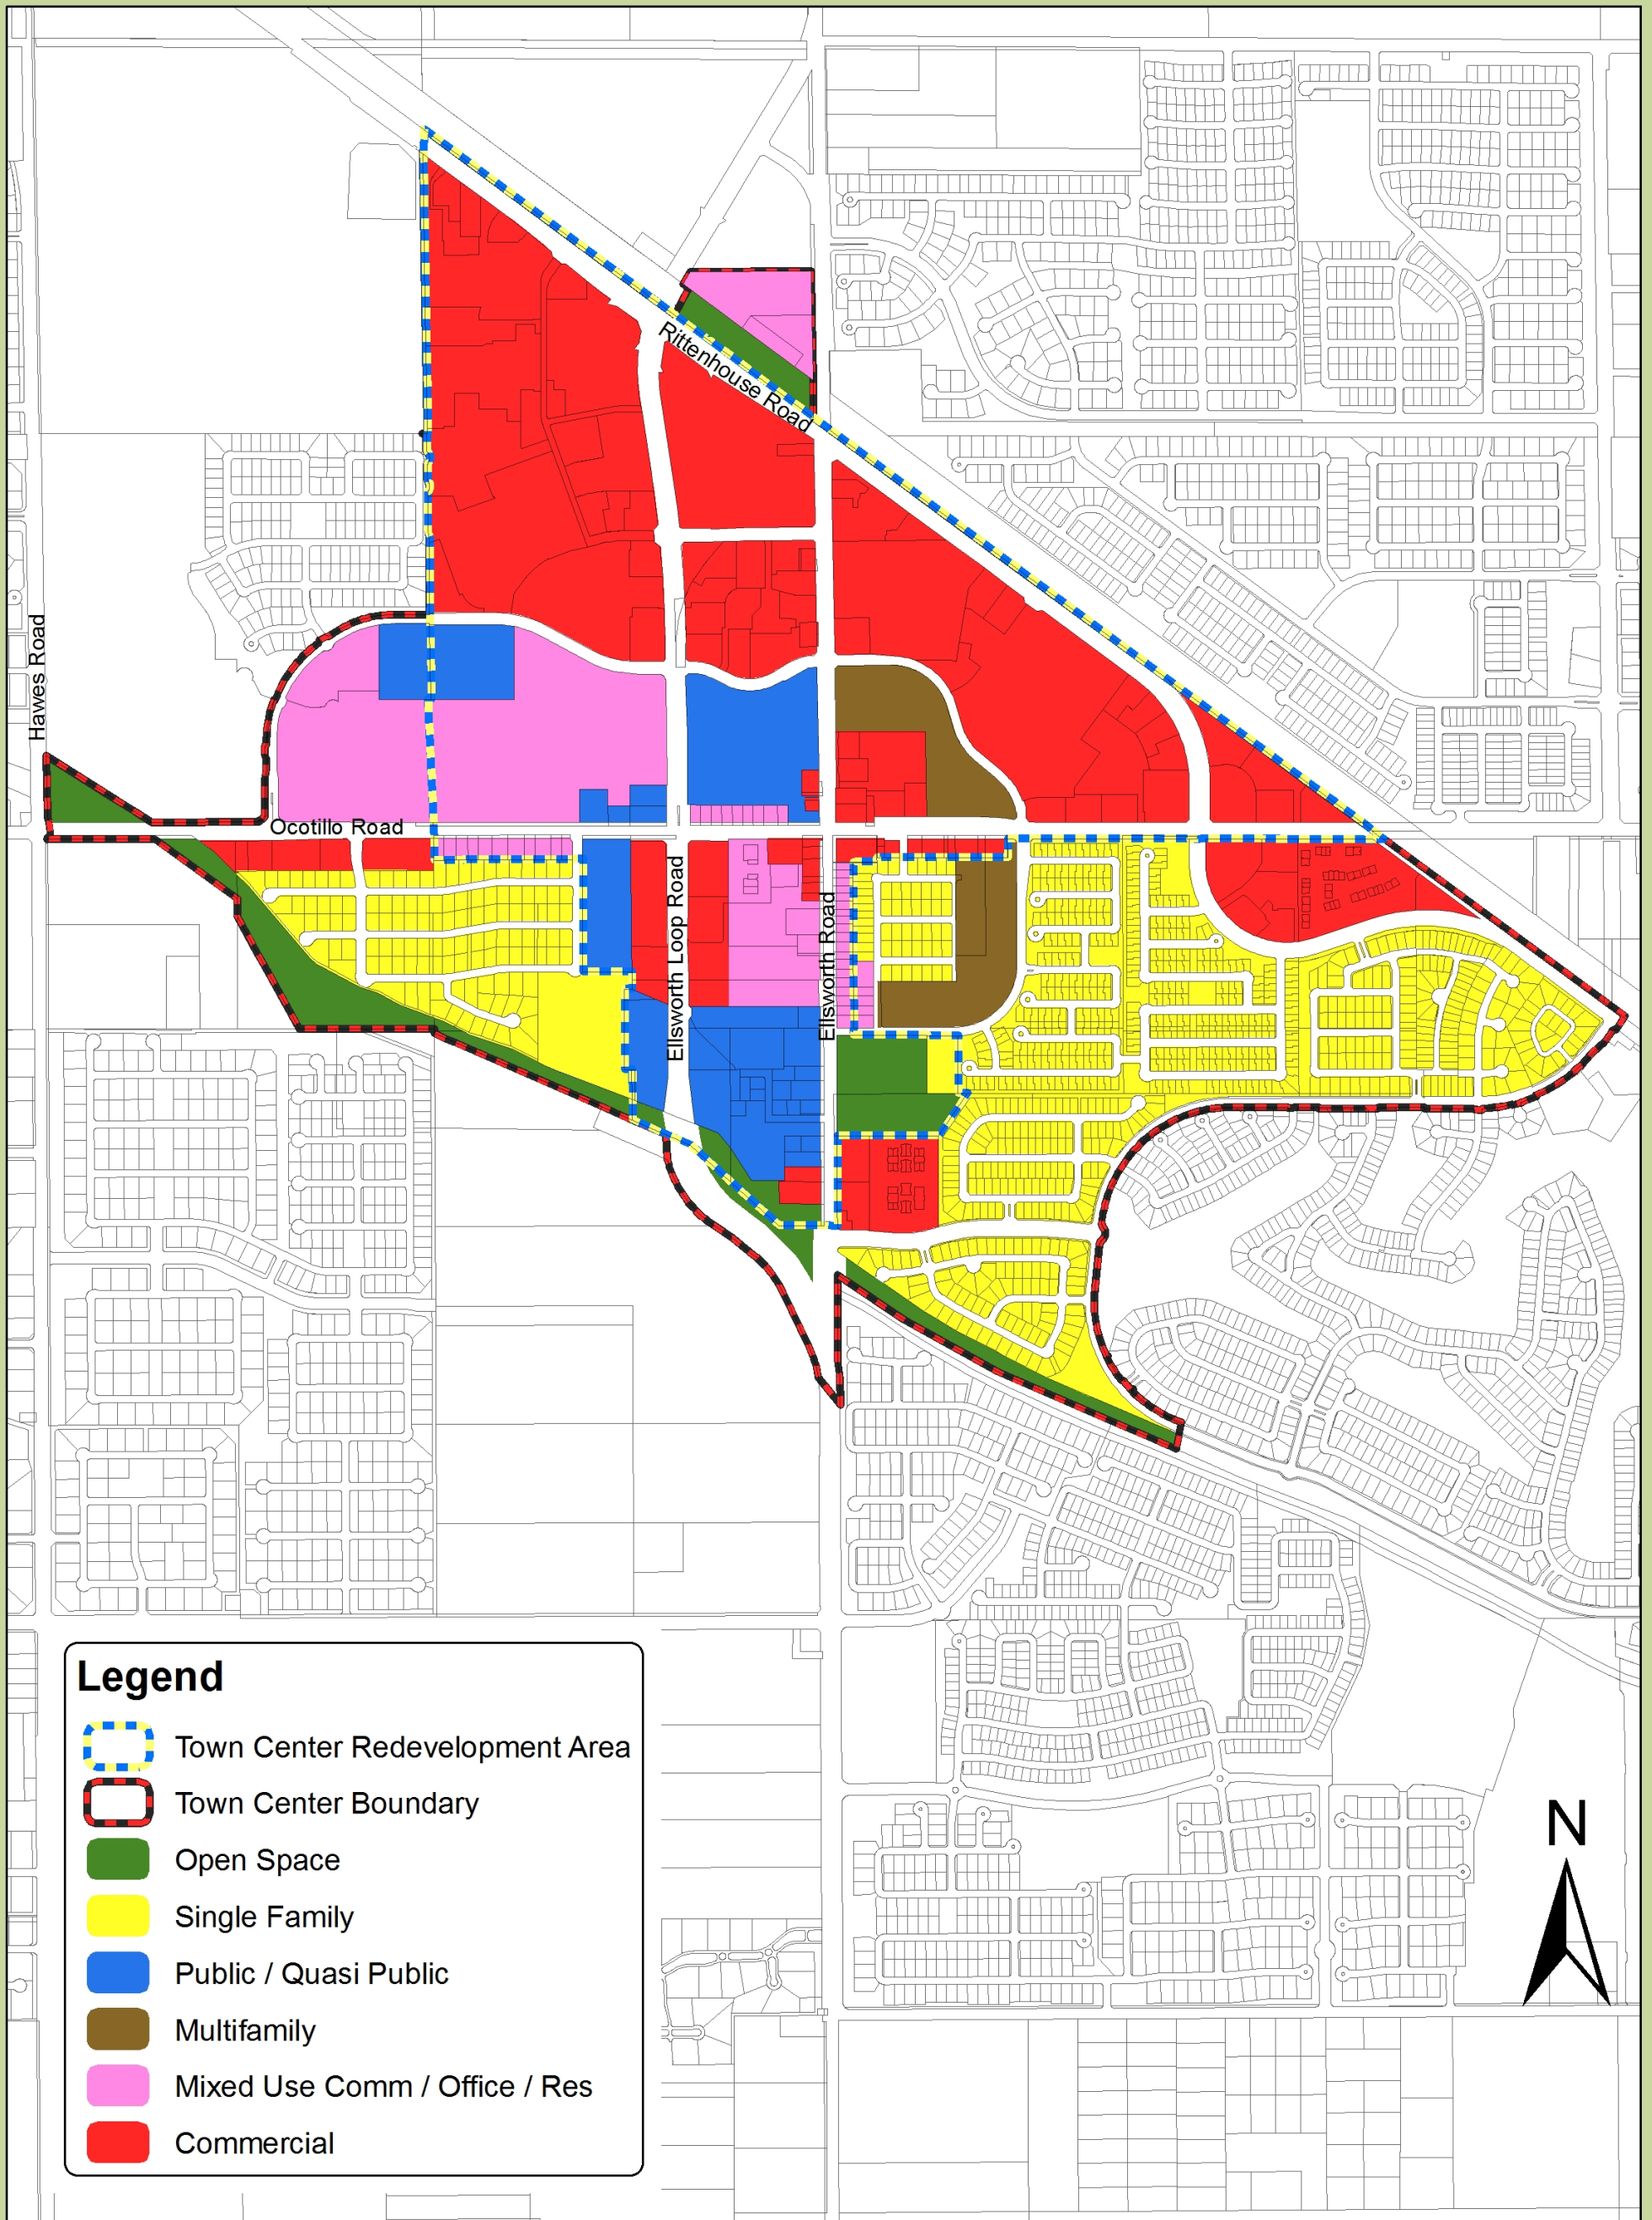 Rittenhouse Road
Hawes Road
Ocotillo Road
Ellsworth Loop Road
Ellsworth Road
Legend
Town Center Redevelopment Area
Town Center Boundary
Open Space
Single Family
Public / Quasi Public
Multifamily
Mixed Use Comm / Office / Res
Commercial
N